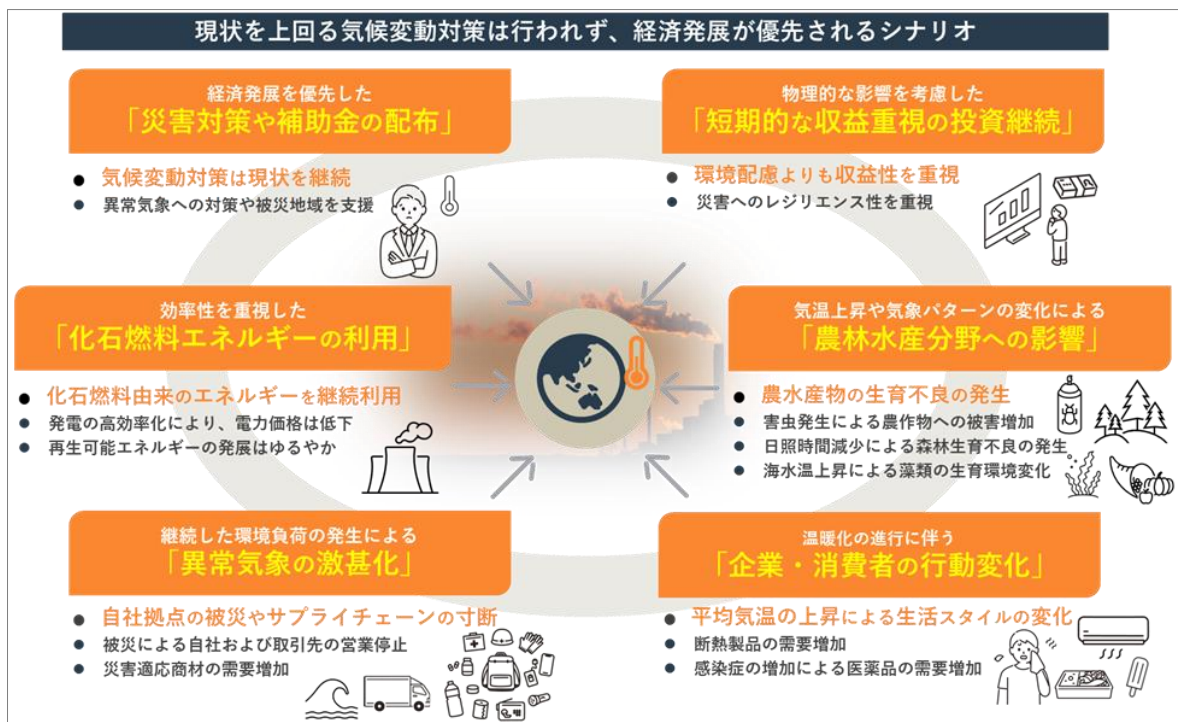 現状を上回る気候変動対策は行われず、経済発展が優先されるシナリオ
経済発展を優先した
「災害対策や補助金の配布」
● 気候変動対策は現状を継続
● 異常気象への対策や被災地域を支援
物理的な影響を考慮した
「短期的な収益重視の投資継続」
● 環境配慮よりも収益性を重視
● 災害へのレジリエンス性を重視
効率性を重視した
「化石燃料エネルギーの利用」
● 化石燃料由来のエネルギーを継続利用
● 発電の高効率化により、電力価格は低下
● 再生可能エネルギーの発展はゆるやか
気温上昇や気象パターンの変化による
「農林水産分野への影響」
● 農水産物の生育不良の発生
● 害虫発生による農作物への被害増加
● 日照時間減少による森林生育不良の発生
● 海水温上昇による藻類の生育環境変化
継続した環境負荷の発生による
「異常気象の激甚化」
● 自社拠点の被災やサプライチェーンの寸断
● 被災による自社および取引先の営業停止
● 災害適応商材の需要増加
温暖化の進行に伴う
「企業・消費者の行動変化」
● 平均気温の上昇による生活スタイルの変化
● 断熱製品の需要増加
● 感染症の増加による医薬品の需要増加